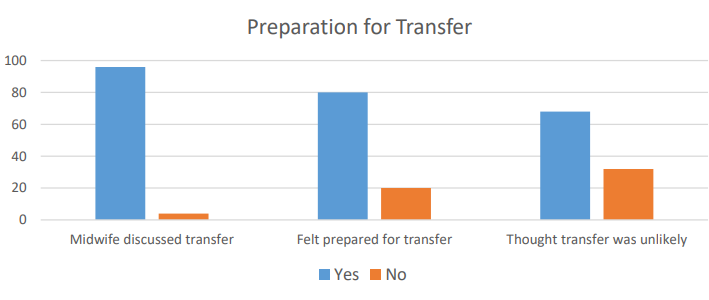 Preparation for Transfer
100
80
60
40
20
0
Midwife discussed transfer
Felt prepared for transfer
Thought transfer was unlikely
Yes No